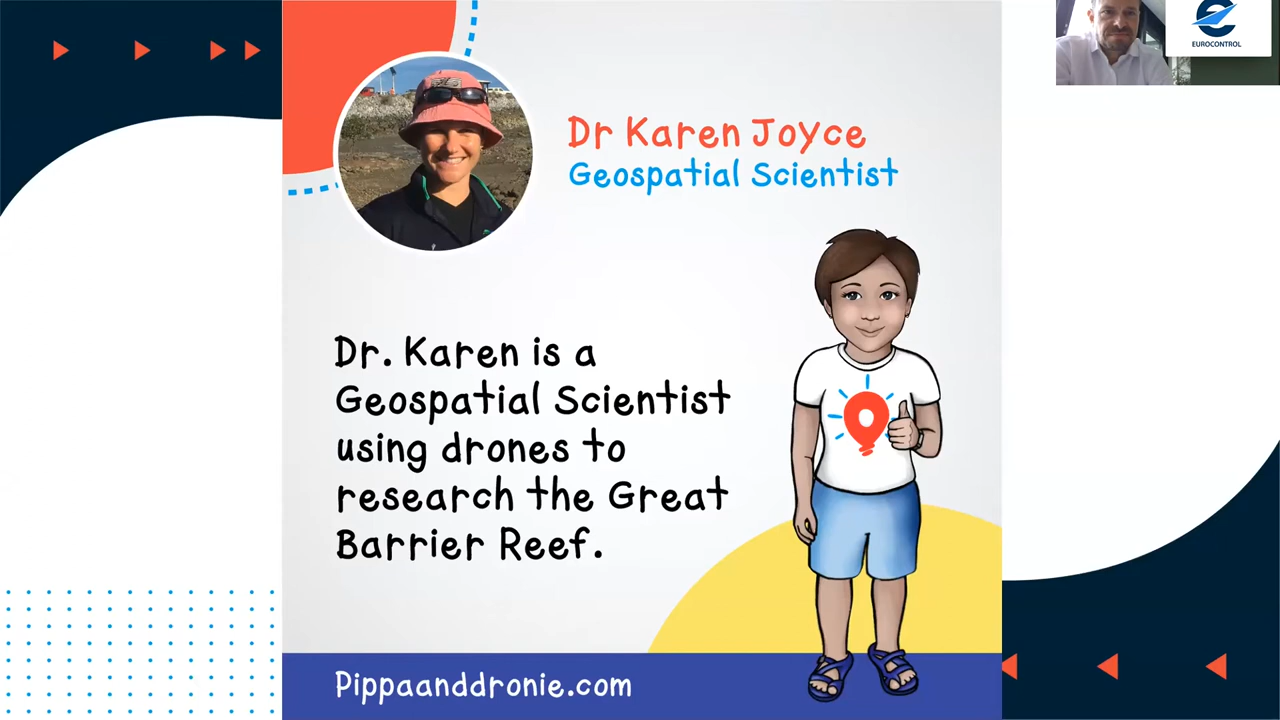 EUROCONTROL
Dr Karen Joyce
Geospatial Scientist
Dr. Karen is a
Geospatial Scientist
using drones to
research the Great
Barrier Reef.
Pippaanddronie.com